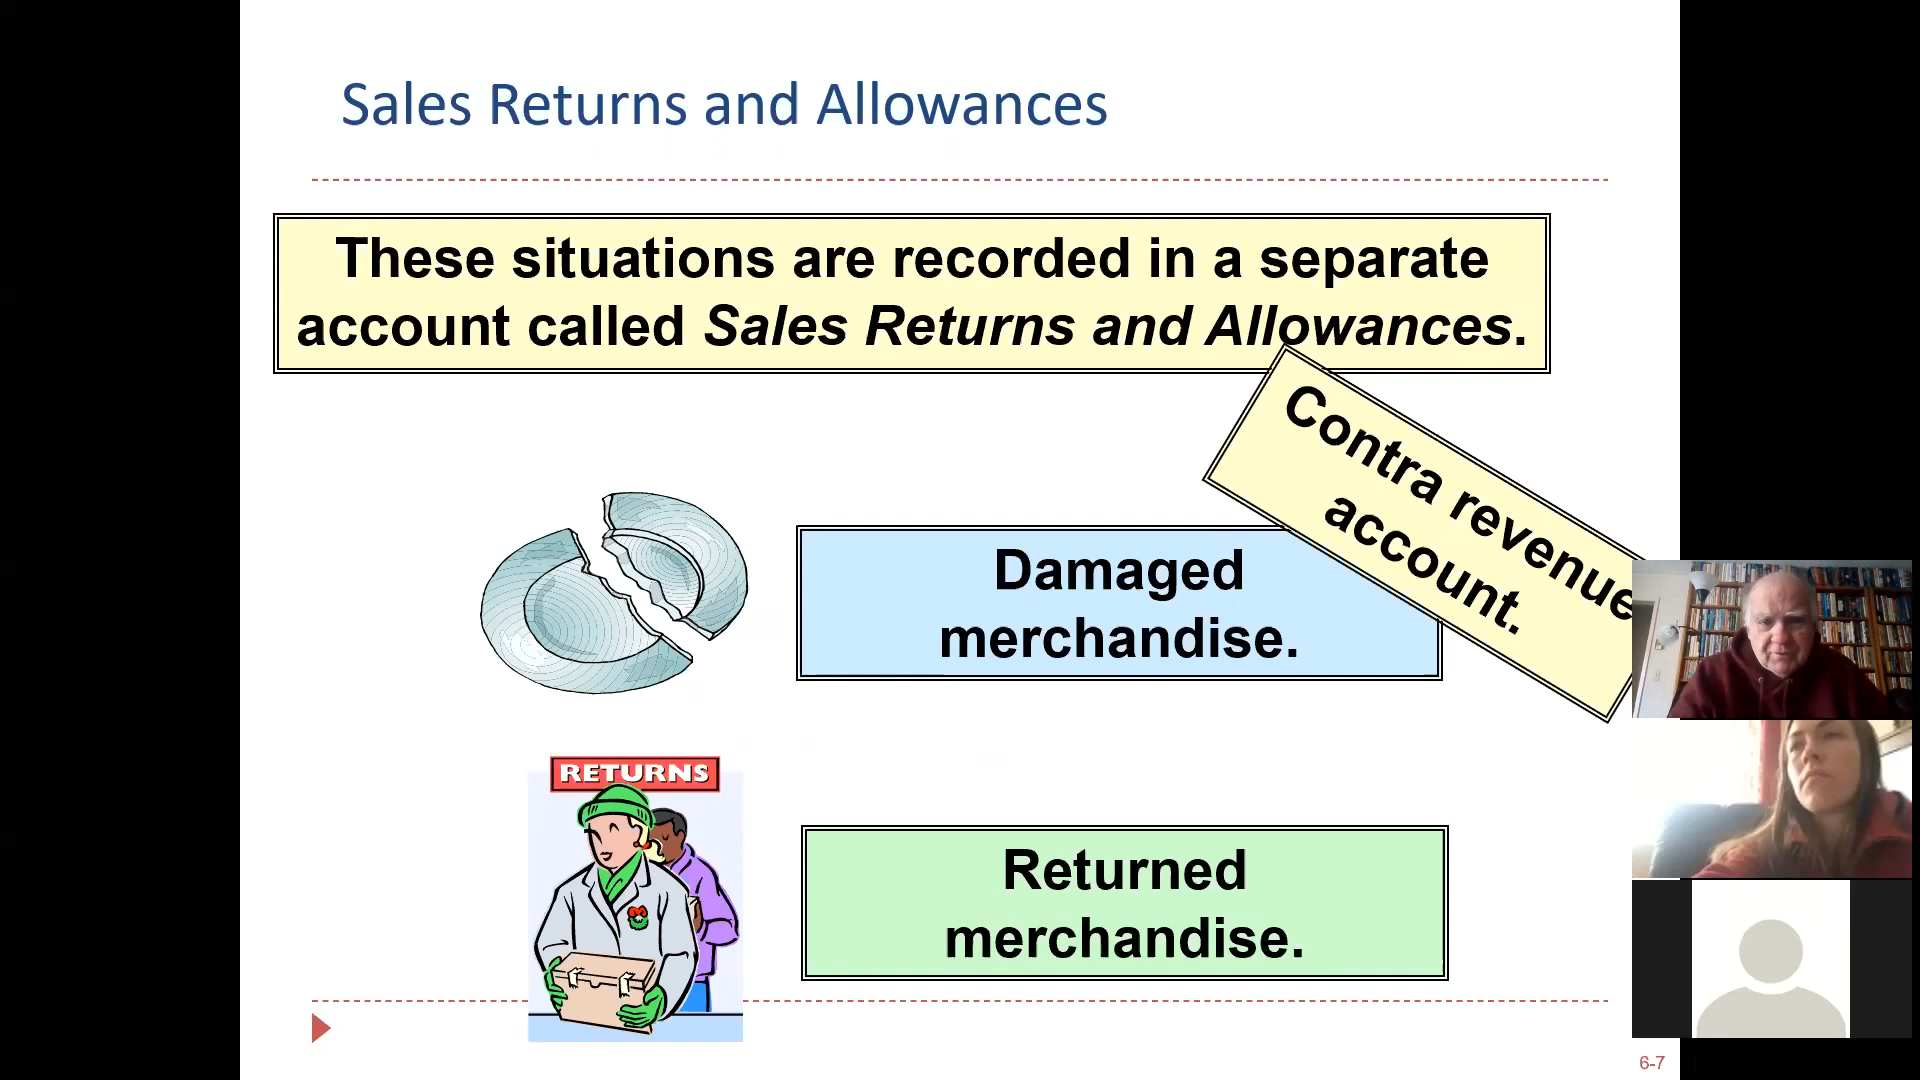 Sales Returns and Allowances
These situations are recorded in a separate
account called Sales Returns and Allowances.
Contra revenue
account.
Damaged
merchandise.
RETURNS
Returned
merchandise.
6-7